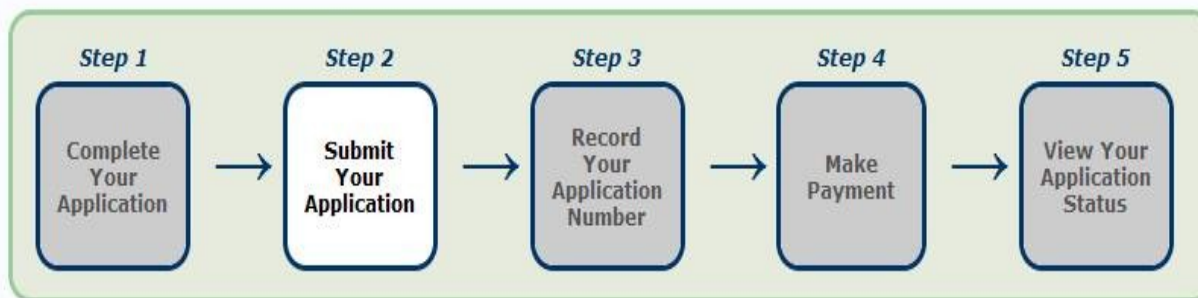 Step 1
Complete
Your
Application
Step 2
Submit
Your
Application
Step 3
Record
Your
Application
Number
Step 4
Make
Payment
Step 5
View Your
Application
Status